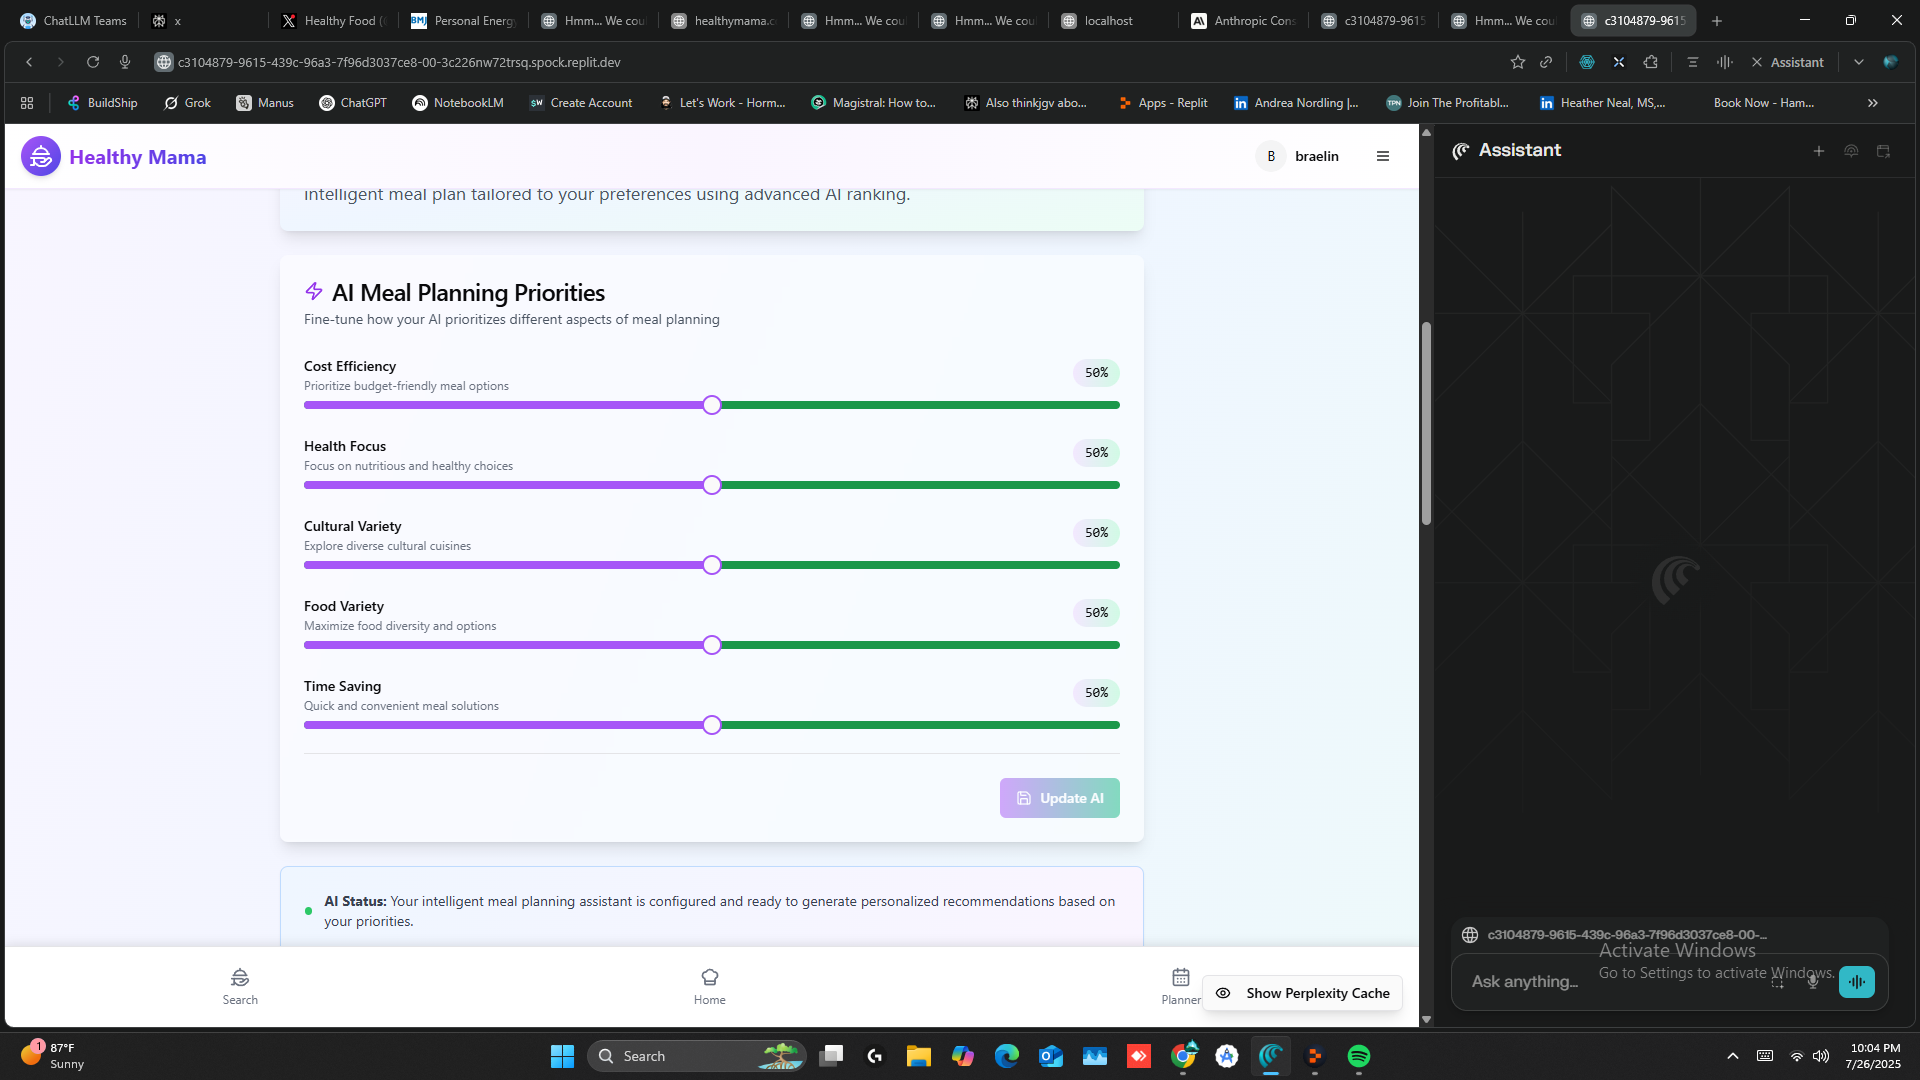 ChatLLM Teams
x
Healthy Food (
Personal Energy
Hmm... We cou
healthymama.c
Hmm... We cou
Hmm... We cou
localhost
Anthropic Cons
c3104879-9615
Hmm... We cou
c3104879-9615
c3104879-9615-439c-96a3-7f96d3037ce8-00-3c226nw72trsq.spock.replit.dev
Assistant
BuildShip
Grok
Manus
ChatGPT
NotebookLM
Create Account
Let's Work - Horm...
Magistral: How to...
Also thinkjgv abo...
Apps - Replit
Andrea Nordling |...
Join The Profitabl...
Heather Neal, MS,...
Book Now - Ham...
Healthy Mama
B braelin
intelligent meal plan tailored to your preferences using advanced AI ranking.
AI Meal Planning Priorities
Fine-tune how your AI prioritizes different aspects of meal planning
Cost Efficiency
Prioritize budget-friendly meal options
50%
Health Focus
Focus on nutritious and healthy choices
50%
Cultural Variety
Explore diverse cultural cuisines
50%
Food Variety
Maximize food diversity and options
50%
Time Saving
Quick and convenient meal solutions
50%
Update AI
AI Status: Your intelligent meal planning assistant is configured and ready to generate personalized recommendations based on
your priorities.
Search
Home
Planner
Show Perplexity Cache
Assistant
c3104879-9615-439c-96a3-7f96d3037ce8-00-...
Activate Windows
Go to Settings to activate Windows.
Ask anything...
1
87°F
Sunny
Search
10:04 PM
7/26/2025